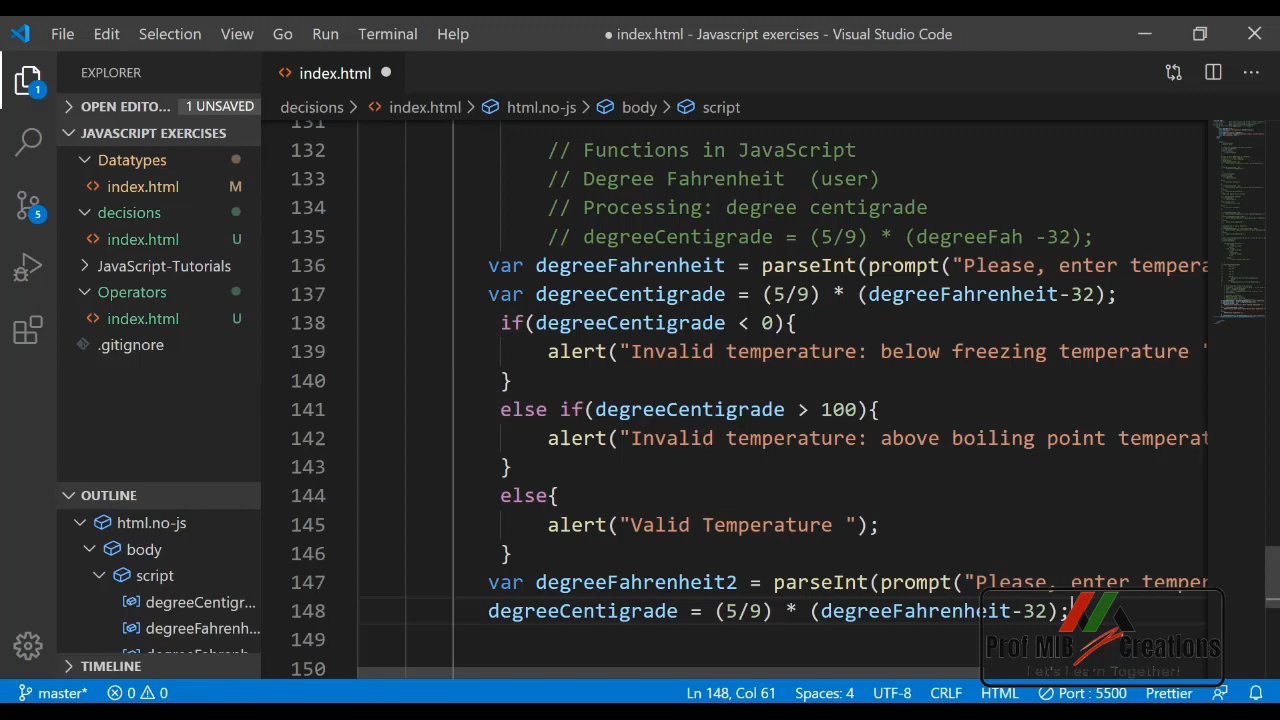 File Edit Selection View Go Run Terminal Help ● index.html - Javascript exercises - Visual Studio Code
EXPLORER
index.html
OPEN EDITO... 1 UNSAVED
decisions > index.html > html.no-js > body > script
JAVASCRIPT EXERCISES
Datatypes
index.html M
decisions
index.html U
JavaScript-Tutorials
Operators
index.html U
.gitignore
OUTLINE
html.no-js
body
script
degreeCentigr...
degreeFahrenh...
TIMELINE
1
5
131
132 // Functions in JavaScript
133 // Degree Fahrenheit (user)
134 // Processing: degree centigrade
135 // degreeCentigrade = (5/9) * (degreeFah -32);
136 var degreeFahrenheit = parseInt(prompt("Please, enter tempera
137 var degreeCentigrade = (5/9) * (degreeFahrenheit-32);
138 if(degreeCentigrade < 0){
139 alert("Invalid temperature: below freezing temperature "
140 }
141 else if(degreeCentigrade > 100){
142 alert("Invalid temperature: above boiling point temperat
143 }
144 else{
145 alert("Valid Temperature ");
146 }
147 var degreeFahrenheit2 = parseInt(prompt("Please, enter temper
148 degreeCentigrade = (5/9) * (degreeFahrenheit-32);
149
150
Prof MIB Creations
Let's Learn Together!
master* 0 0 Ln 148, Col 61 Spaces: 4 UTF-8 CRLF HTML Port : 5500 Prettier